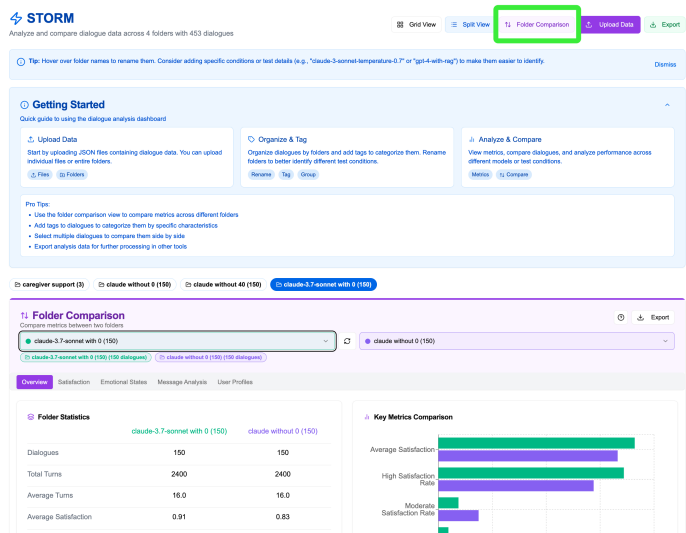 STORM
Analyze and compare dialogue data across 4 folders with 453 dialogues
Grid View
Split View
Folder Comparison
Upload Data
Export
Tip: Hover over folder names to rename them. Consider adding specific conditions or test details (e.g., "claude-3-sonnet-temperature-0.7" or "gpt-4-with-rag") to make them easier to identify.
Dismiss
Getting Started
Quick guide to using the dialogue analysis dashboard
Upload Data
Start by uploading JSON files containing dialogue data. You can upload
individual files or entire folders.
Files
Folders
Organize & Tag
Organize dialogues by folders and add tags to categorize them. Rename
folders to better identify different test conditions.
Rename
Tag
Group
Analyze & Compare
View metrics, compare dialogues, and analyze performance across
different models or test conditions.
Metrics
Compare
Pro Tips:
• Use the folder comparison view to compare metrics across different folders
• Add tags to dialogues to categorize them by specific characteristics
• Select multiple dialogues to compare them side by side
• Export analysis data for further processing in other tools
caregiver support (3)
claude without 0 (150)
claude without 40 (150)
claude-3.7-sonnet with 0 (150)
Folder Comparison
Compare metrics between two folders
Export
claude-3.7-sonnet with 0 (150)
claude without 0 (150)
claude-3.7-sonnet with 0 (150) (150 dialogues)
claude without 0 (150) (150 dialogues)
Overview
Satisfaction
Emotional States
Message Analysis
User Profiles
Folder Statistics
claude-3.7-sonnet with 0 (150)
claude without 0 (150)
Dialogues
150
150
Total Turns
2400
2400
Average Turns
16.0
16.0
Average Satisfaction
0.91
0.83
Key Metrics Comparison
Average Satisfaction
High Satisfaction
Rate
Moderate
Satisfaction Rate